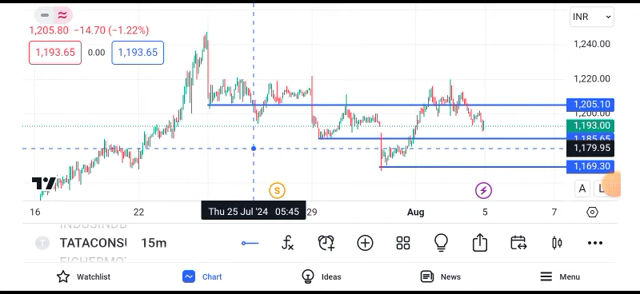 INR
1,205.80 −14.70 (−1.22%)
1,193.65 0.00 1,193.65
1,240.00
1,220.00
1,205.10
1,200.00
1,193.00
1,185.65
1,179.95
1,169.30
S
A L
16 22 Thu 25 Jul '24 05:45 29 Aug 5 7
INDUSINDB
T TATACONSU 15m
FICHERMOT
Watchlist Chart Ideas News Menu